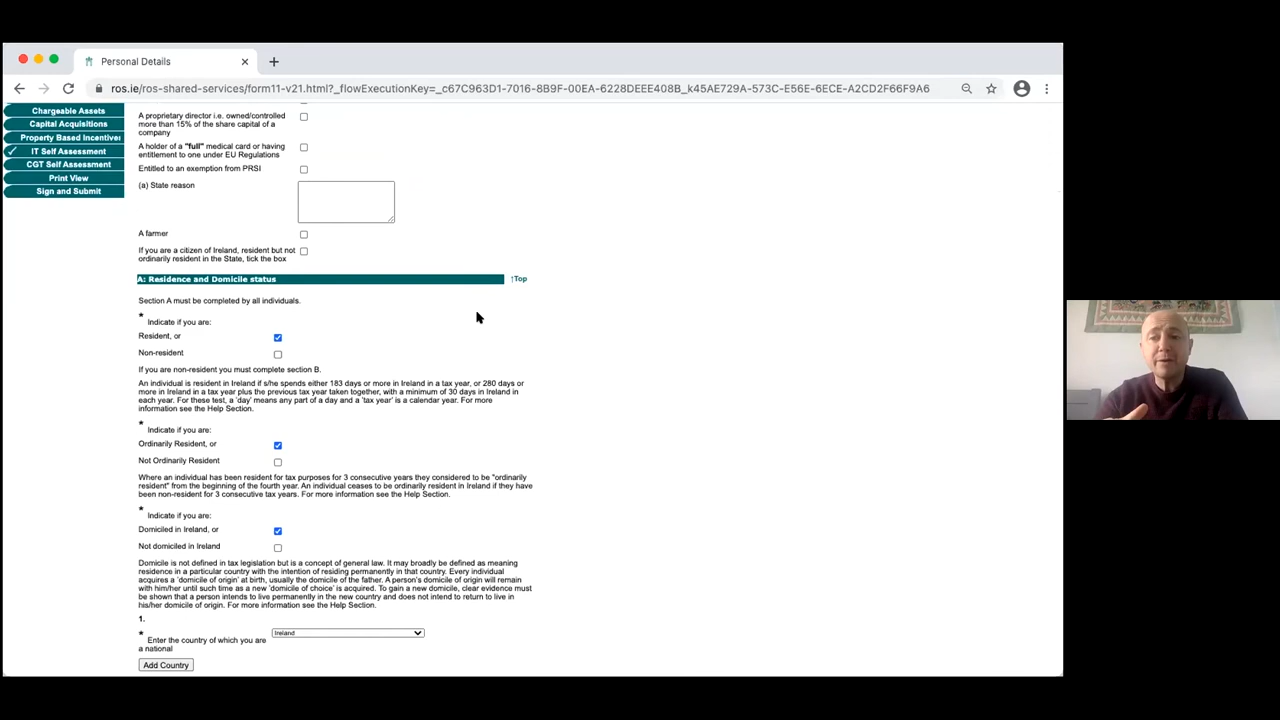 Personal Details
ros.ie/ros-shared-services/form11-v21.html?_flowExecutionKey=_c67C963D1-7016-8B9F-00EA-6228DEEE408B_k45AE729A-573C-E56E-6ECE-A2CD2F66F9A6
Chargeable Assets
Capital Acquisitions
Property Based Incentives
IT Self Assessment
CGT Self Assessment
Print View
Sign and Submit
A proprietary director i.e. owned/controlled
more than 15% of the share capital of a
company
A holder of a "full" medical card or having
entitlement to one under EU Regulations
Entitled to an exemption from PRSI
(a) State reason
A farmer
If you are a citizen of Ireland, resident but not
ordinarily resident in the State, tick the box
A: Residence and Domicile status
↑Top
Section A must be completed by all individuals.
* Indicate if you are:
Resident, or
Non-resident
If you are non-resident you must complete section B.
An individual is resident in Ireland if s/he spends either 183 days or more in Ireland in a tax year, or 280 days or
more in Ireland in a tax year plus the previous tax year taken together, with a minimum of 30 days in Ireland in
each year. For these test, a 'day' means any part of a day and a 'tax year' is a calendar year. For more
information see the Help Section.
* Indicate if you are:
Ordinarily Resident, or
Not Ordinarily Resident
Where an individual has been resident for tax purposes for 3 consecutive years they considered to be "ordinarily
resident" from the beginning of the fourth year. An individual ceases to be ordinarily resident in Ireland if they have
been non-resident for 3 consecutive tax years. For more information see the Help Section.
* Indicate if you are:
Domiciled in Ireland, or
Not domiciled in Ireland
Domicile is not defined in tax legislation but is a concept of general law. It may broadly be defined as meaning
residence in a particular country with the intention of residing permanently in that country. Every individual
acquires a 'domicile of origin' at birth, usually the domicile of the father. A person's domicile of origin will remain
with him/her until such time as a new 'domicile of choice' is acquired. To gain a new domicile, clear evidence must
be shown that a person intends to live permanently in the new country and does not intend to return to live in
his/her domicile of origin. For more information see the Help Section.
1.
* Enter the country of which you are
a national
Ireland
Add Country